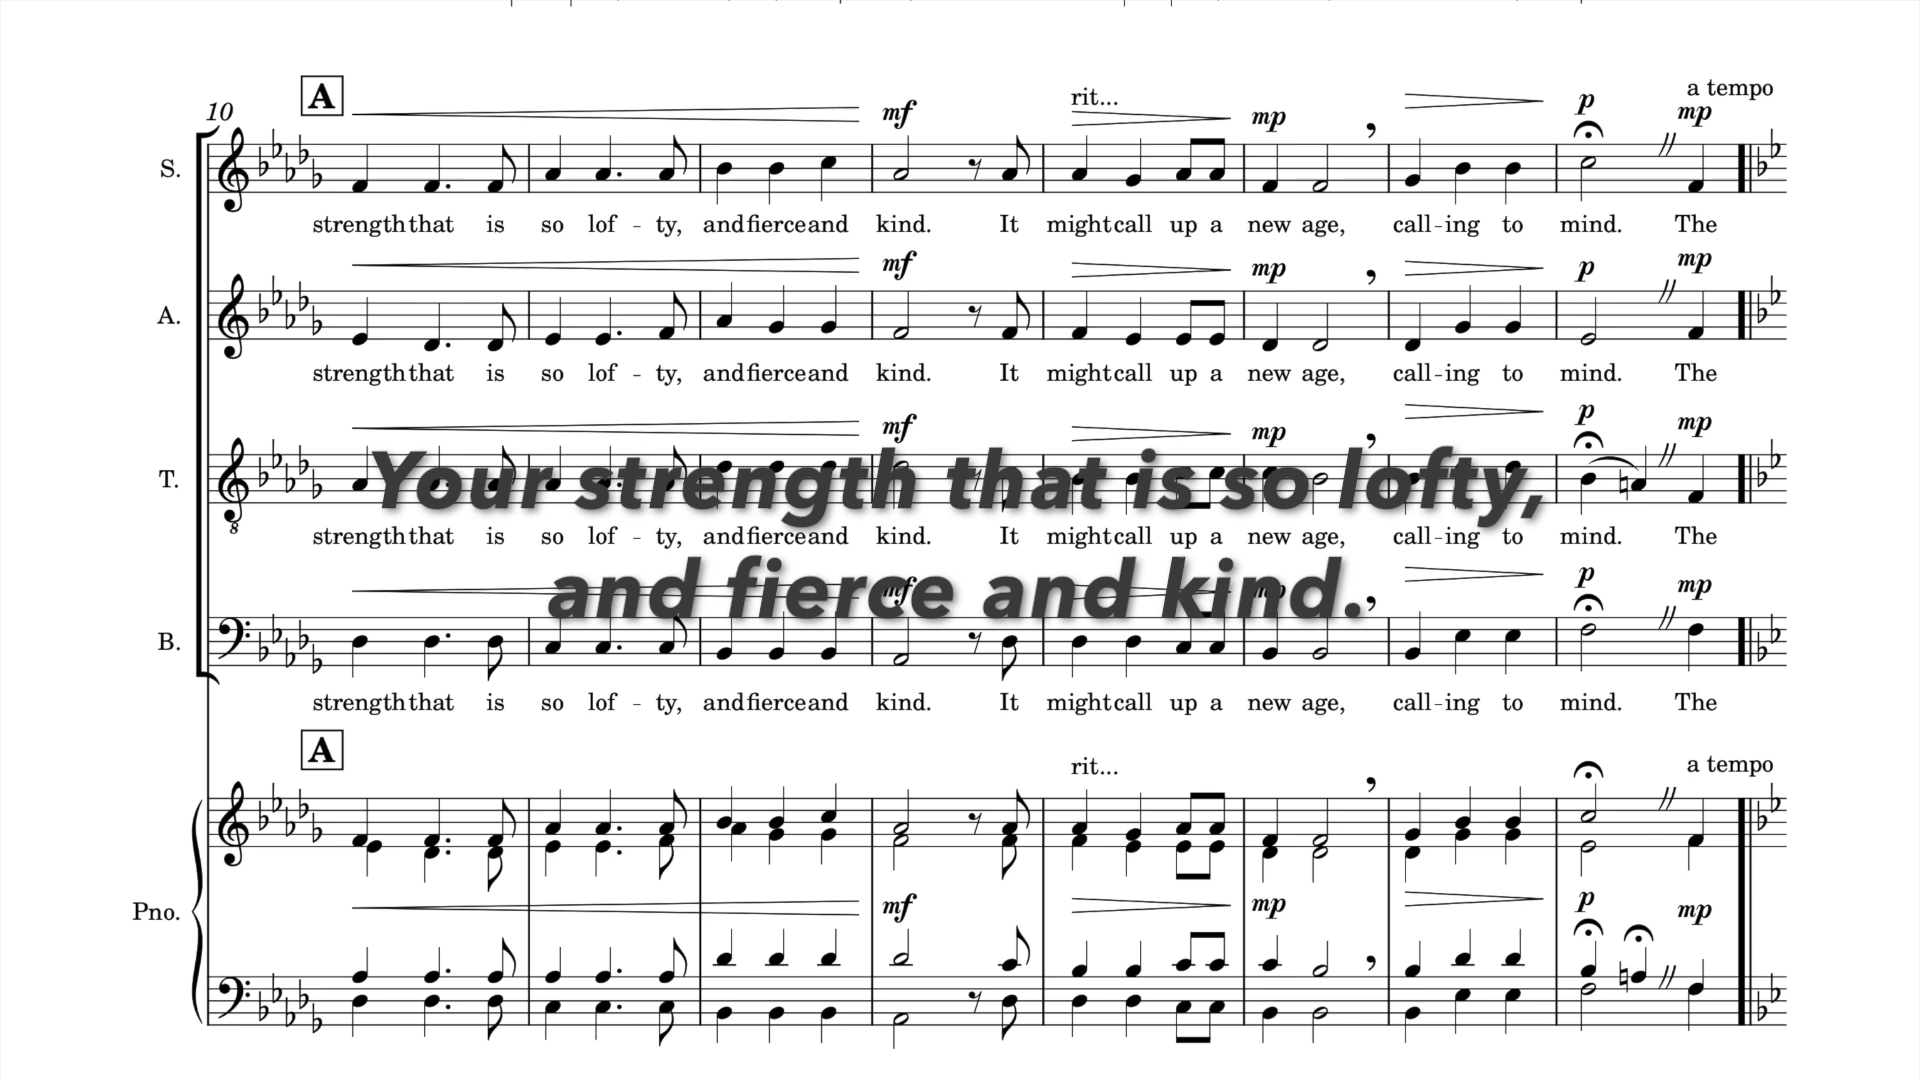 A
10
rit...
a tempo
mf
mp
p
mp
S.
strength that is so lof - ty, and fierce and kind. It might call up a new age, call - ing to mind. The
mf
mp
p
mp
A.
strength that is so lof - ty, and fierce and kind. It might call up a new age, call - ing to mind. The
mf
mp
p
mp
T.
8
Your strength that is so lofty,
strength that is so lof - ty, and fierce and kind. It might call up a new age, call - ing to mind. The
and fierce and kind.
mf
mp
p
mp
B.
strength that is so lof - ty, and fierce and kind. It might call up a new age, call - ing to mind. The
A
rit...
a tempo
Pno.
mf
mp
p
mp